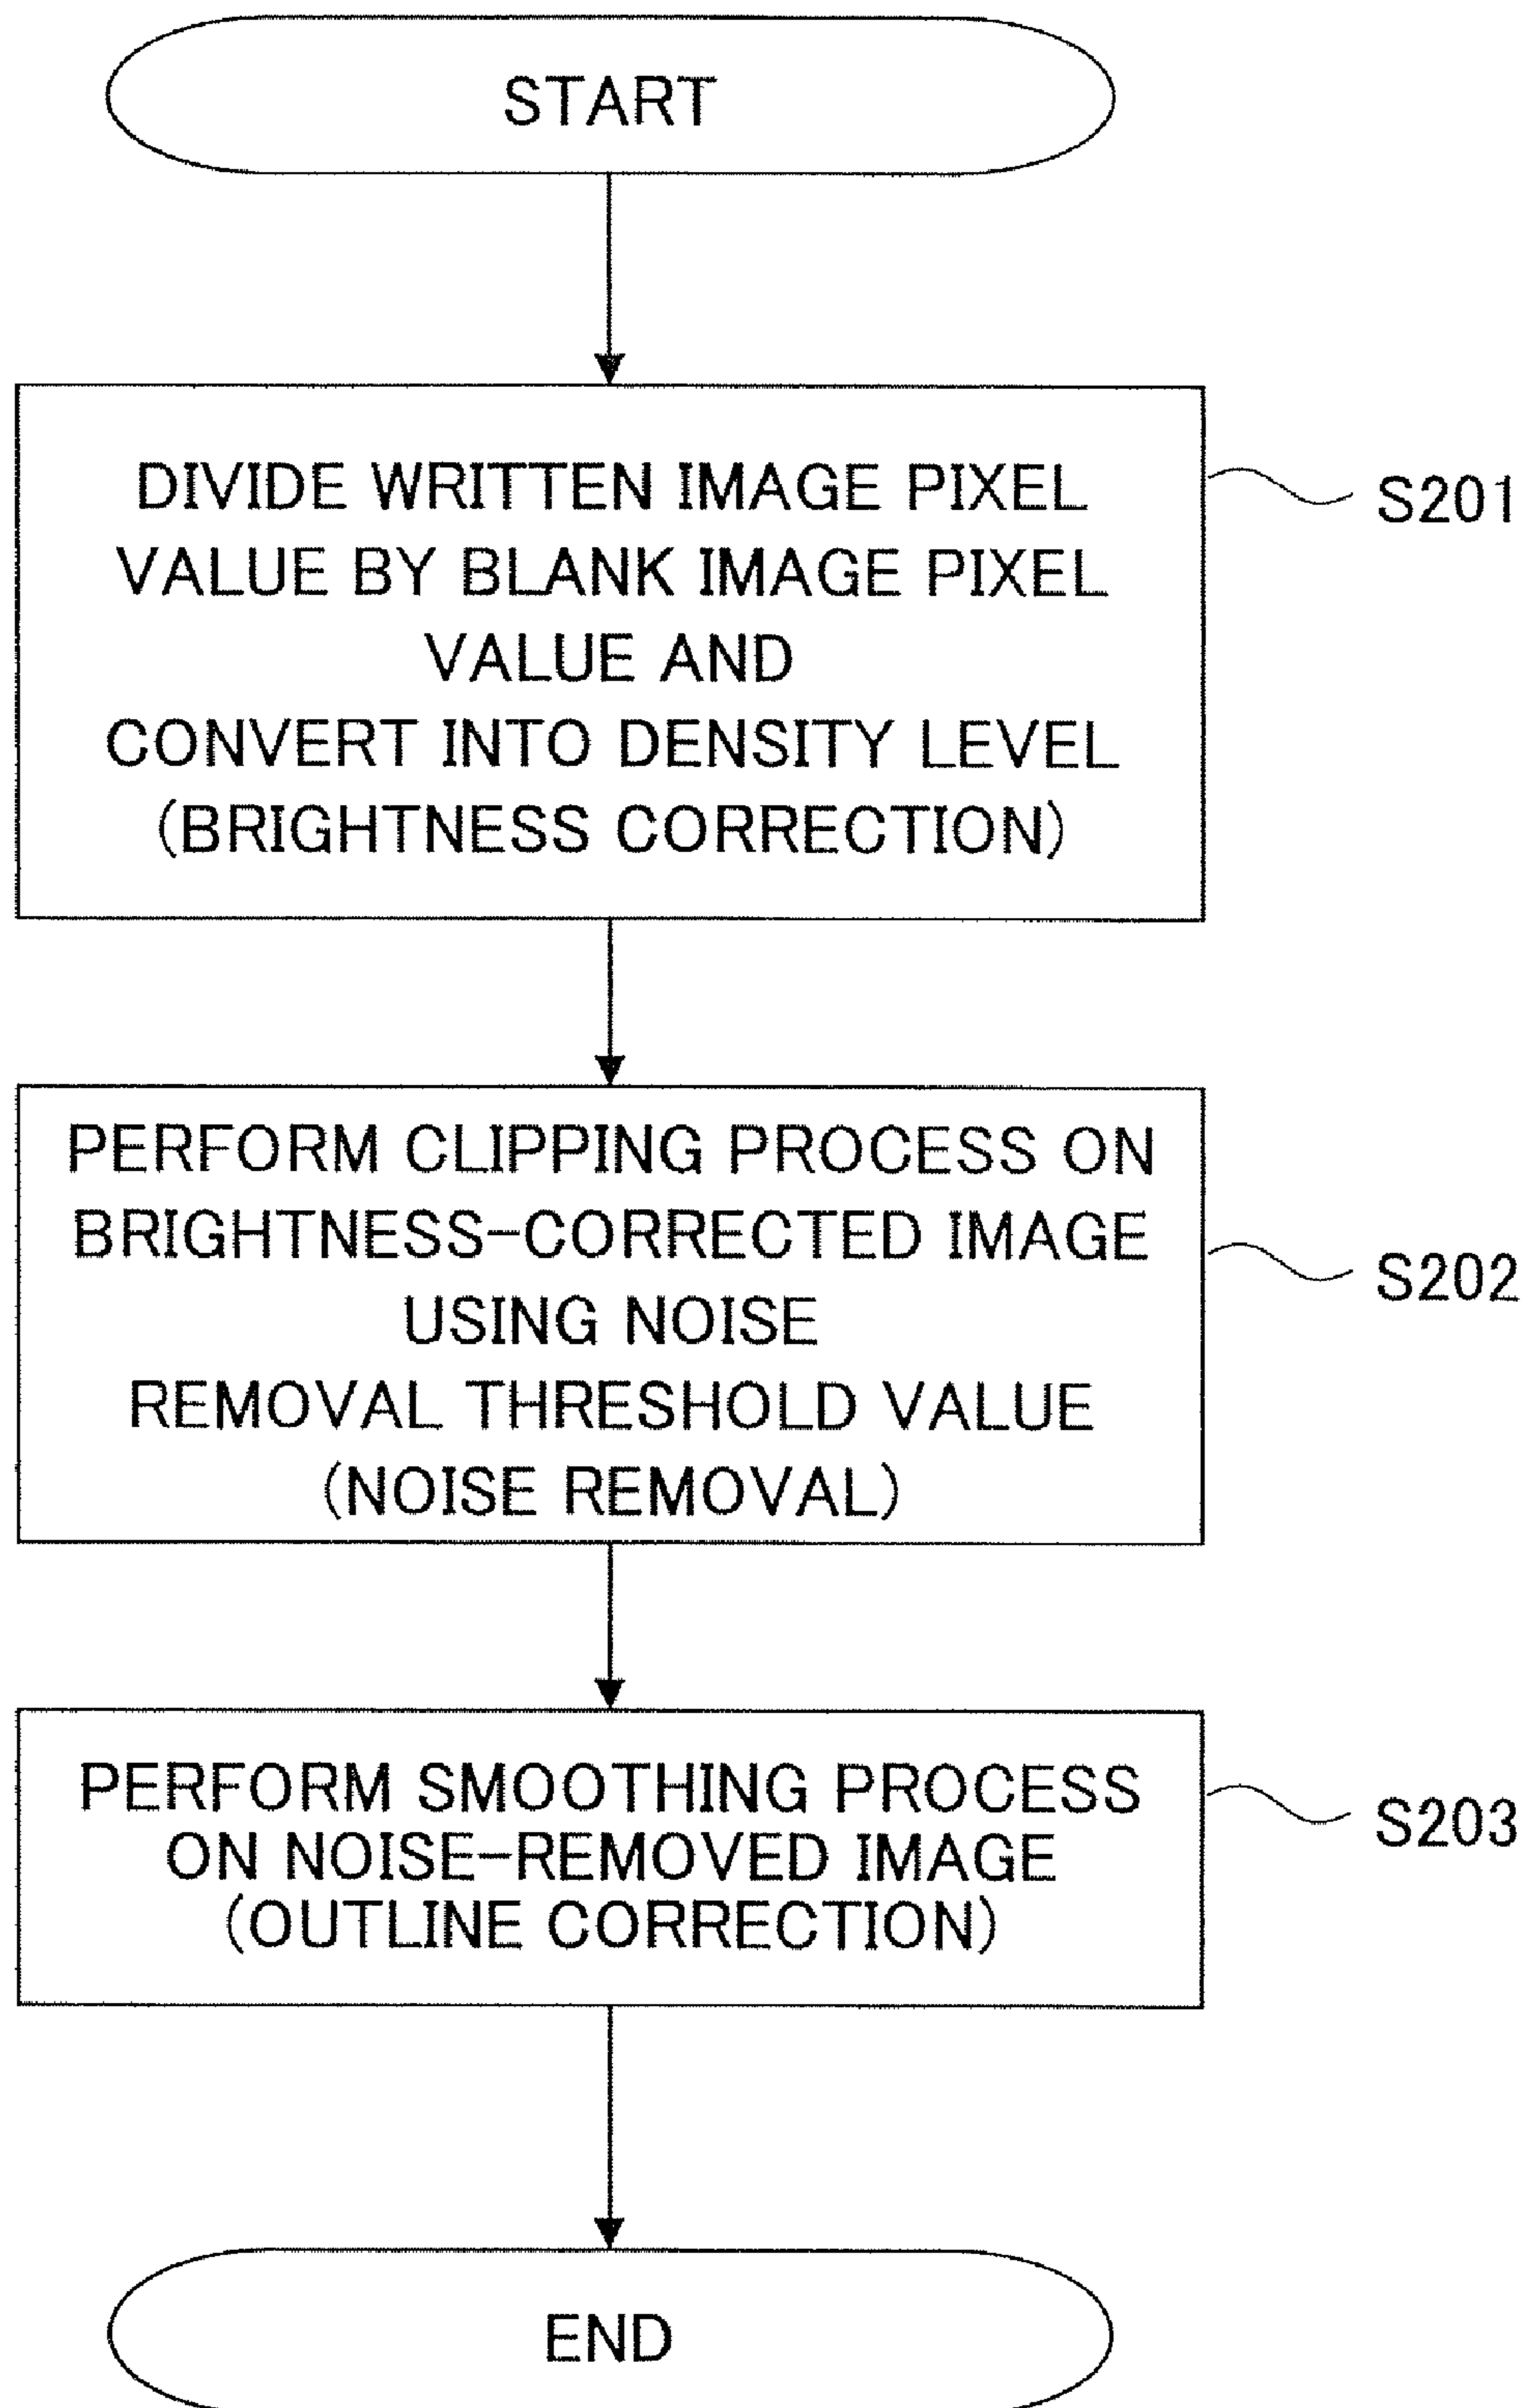 START
DIVIDE WRITTEN IMAGE PIXEL
VALUE BY BLANK IMAGE PIXEL
VALUE AND
CONVERT INTO DENSITY LEVEL
(BRIGHTNESS CORRECTION)
S201
PERFORM CLIPPING PROCESS ON
BRIGHTNESS-CORRECTED IMAGE
USING NOISE
REMOVAL THRESHOLD VALUE
(NOISE REMOVAL)
S202
PERFORM SMOOTHING PROCESS
ON NOISE-REMOVED IMAGE
(OUTLINE CORRECTION)
S203
END